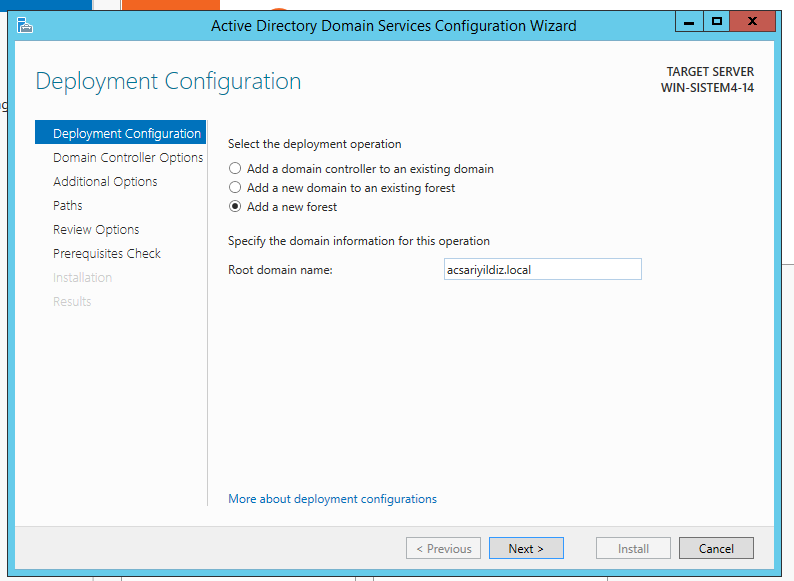 Active Directory Domain Services Configuration Wizard
Deployment Configuration
TARGET SERVER
WIN-SISTEM4-14
Deployment Configuration
Domain Controller Options
Additional Options
Paths
Review Options
Prerequisites Check
Installation
Results
Select the deployment operation
Add a domain controller to an existing domain
Add a new domain to an existing forest
Add a new forest
Specify the domain information for this operation
Root domain name: acsariyildiz.local
More about deployment configurations
< Previous Next > Install Cancel